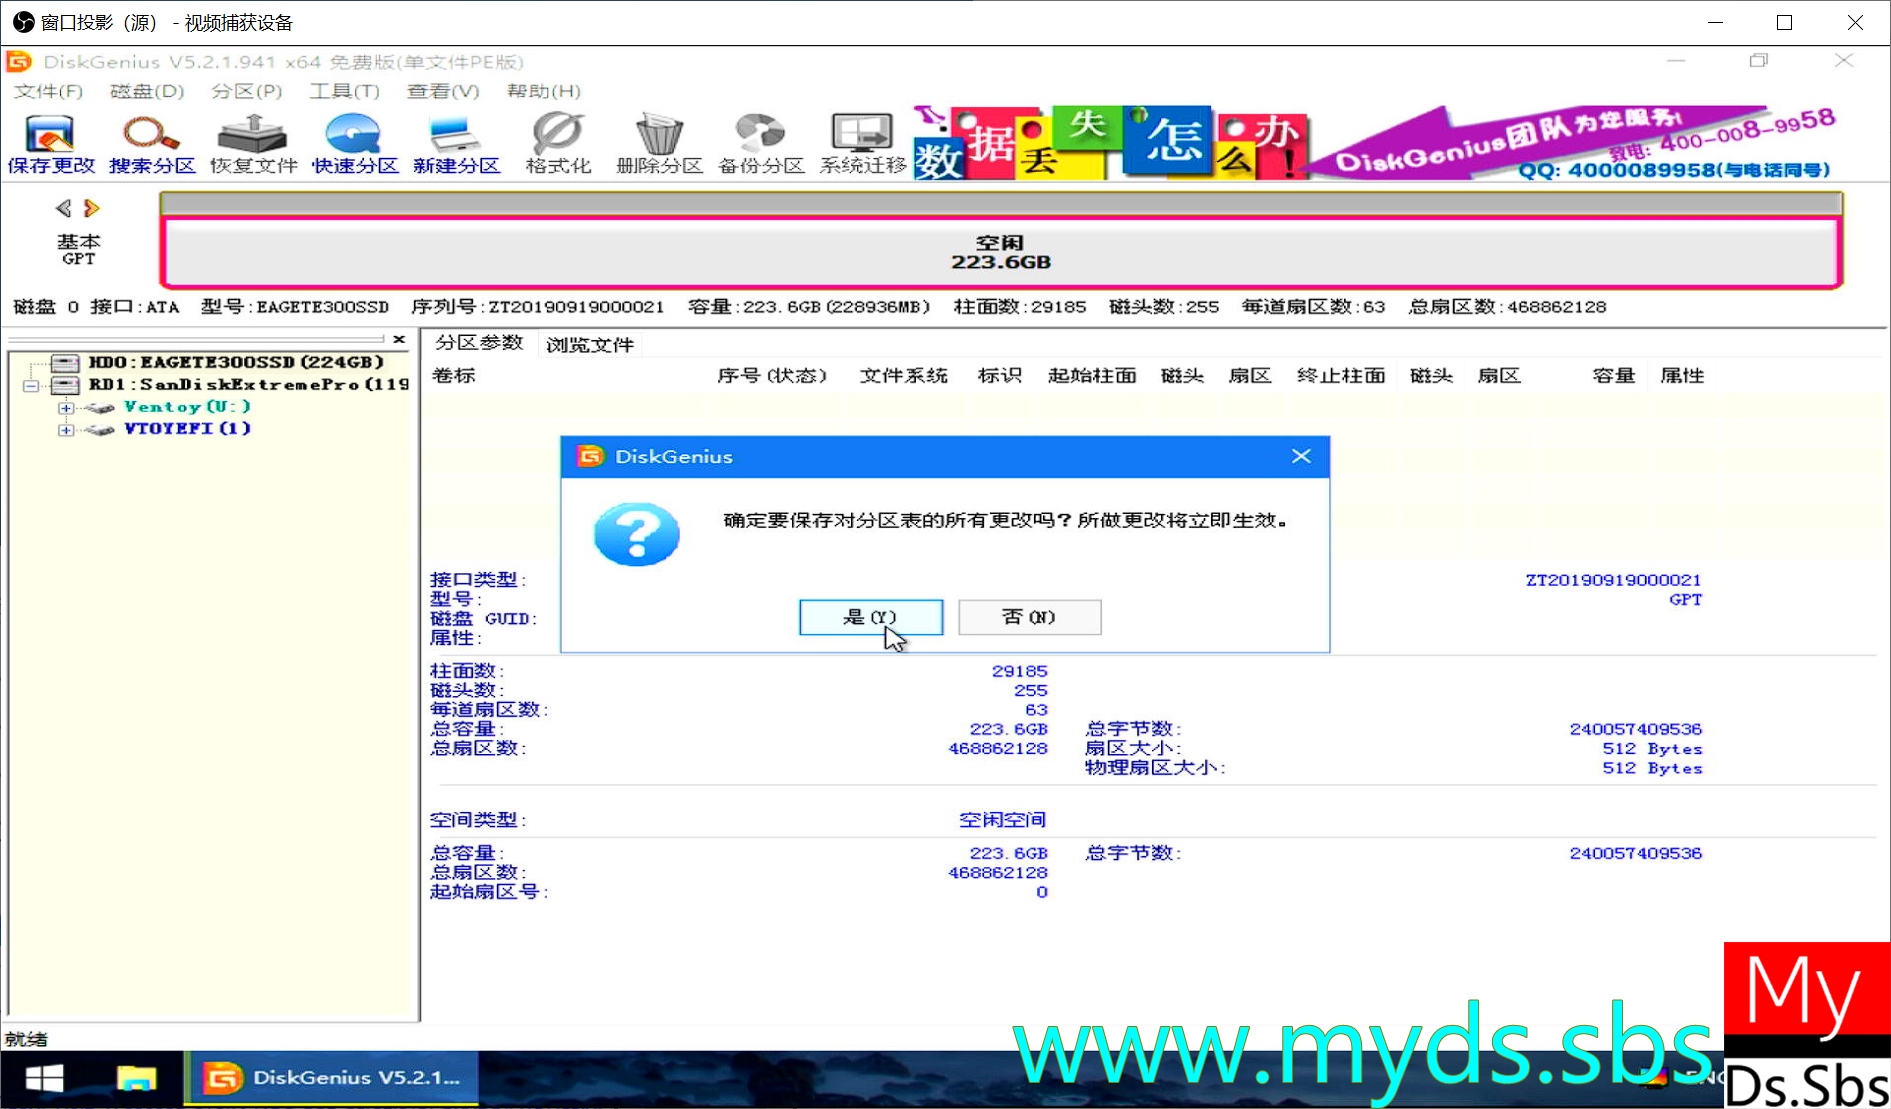 窗口投影（源） - 视频捕获设备
DiskGenius V5.2.1.941 x64 免费版(单文件PE版)
文件(F) 磁盘(D) 分区(P) 工具(T) 查看(V) 帮助(H)
保存更改 搜索分区 恢复文件 快速分区 新建分区 格式化 删除分区 备份分区 系统迁移
数据丢失怎么办!
DiskGenius团队为您服务!
致电: 400-008-9958
QQ: 4000089958(与电话同号)
基本
GPT
空闲
223.6GB
磁盘 0 接口:ATA 型号:EAGETE300SSD 序列号:ZT20190919000021 容量:223.6GB(228936MB) 柱面数:29185 磁头数:255 每道扇区数:63 总扇区数:468862128
HD0:EAGETE300SSD(224GB)
RD1:SanDiskExtremePro(119
Ventoy(U:)
VTOYEFI(1)
分区参数 浏览文件
卷标 序号(状态) 文件系统 标识 起始柱面 磁头 扇区 终止柱面 磁头 扇区 容量 属性
DiskGenius
确定要保存对分区表的所有更改吗？所做更改将立即生效。
是(Y) 否(N)
接口类型: ZT20190919000021
型号: GPT
磁盘 GUID:
属性:
柱面数: 29185
磁头数: 255
每道扇区数: 63
总容量: 223.6GB 总字节数: 240057409536
总扇区数: 468862128 扇区大小: 512 Bytes
物理扇区大小: 512 Bytes
空间类型: 空闲空间
总容量: 223.6GB 总字节数: 240057409536
总扇区数: 468862128
起始扇区号: 0
就绪
DiskGenius V5.2.1...
www.myds.sbs
My
Ds.Sbs